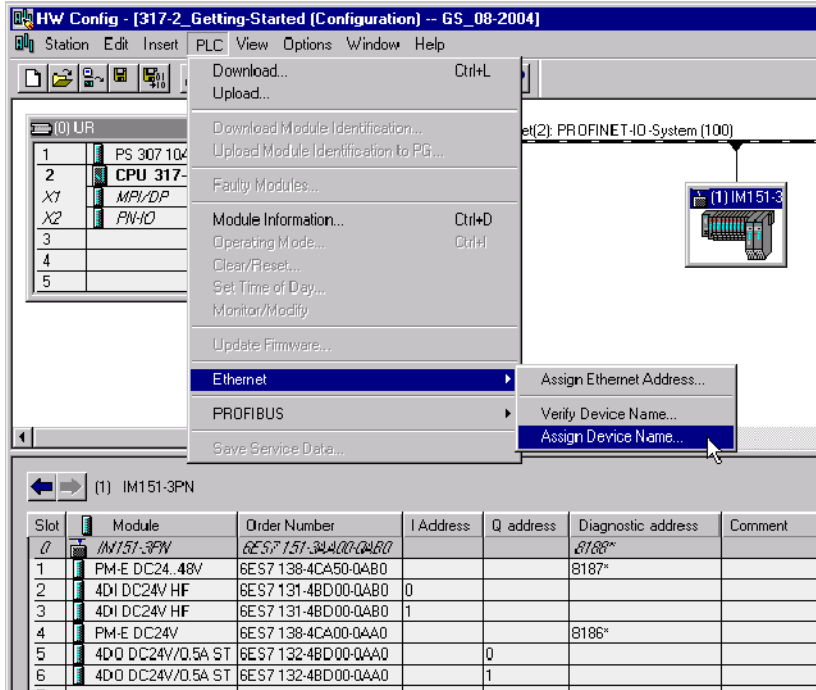 HW Config - [317-2_Getting-Started (Configuration) -- GS_08-2004]
Station Edit Insert PLC View Options Window Help
Download... Ctrl+L
Upload...
Download Module Identification...
Upload Module Identification to PG...
Faulty Modules...
Module Information... Ctrl+D
Operating Mode... Ctrl+I
Clear/Reset...
Set Time of Day...
Monitor/Modify
Update Firmware...
Ethernet
PROFIBUS
Save Service Data...
Assign Ethernet Address...
Verify Device Name...
Assign Device Name...
(0) UR
1 PS 307 10A
2 CPU 317-
X1 MPI/DP
X2 PN-IO
3
4
5
et(2): PROFINET-IO-System (100)
(1) IM151-3
(1) IM151-3PN
Slot Module Order Number I Address Q address Diagnostic address Comment
0 IM151-3PN 6ES7 151-3AA00-0AB0 8188*
1 PM-E DC24..48V 6ES7 138-4CA50-0AB0 8187*
2 4DI DC24V HF 6ES7 131-4BD00-0AB0 0
3 4DI DC24V HF 6ES7 131-4BD00-0AB0 1
4 PM-E DC24V 6ES7 138-4CA00-0AA0 8186*
5 4DO DC24V/0.5A ST 6ES7 132-4BD00-0AA0 0
6 4DO DC24V/0.5A ST 6ES7 132-4BD00-0AA0 1